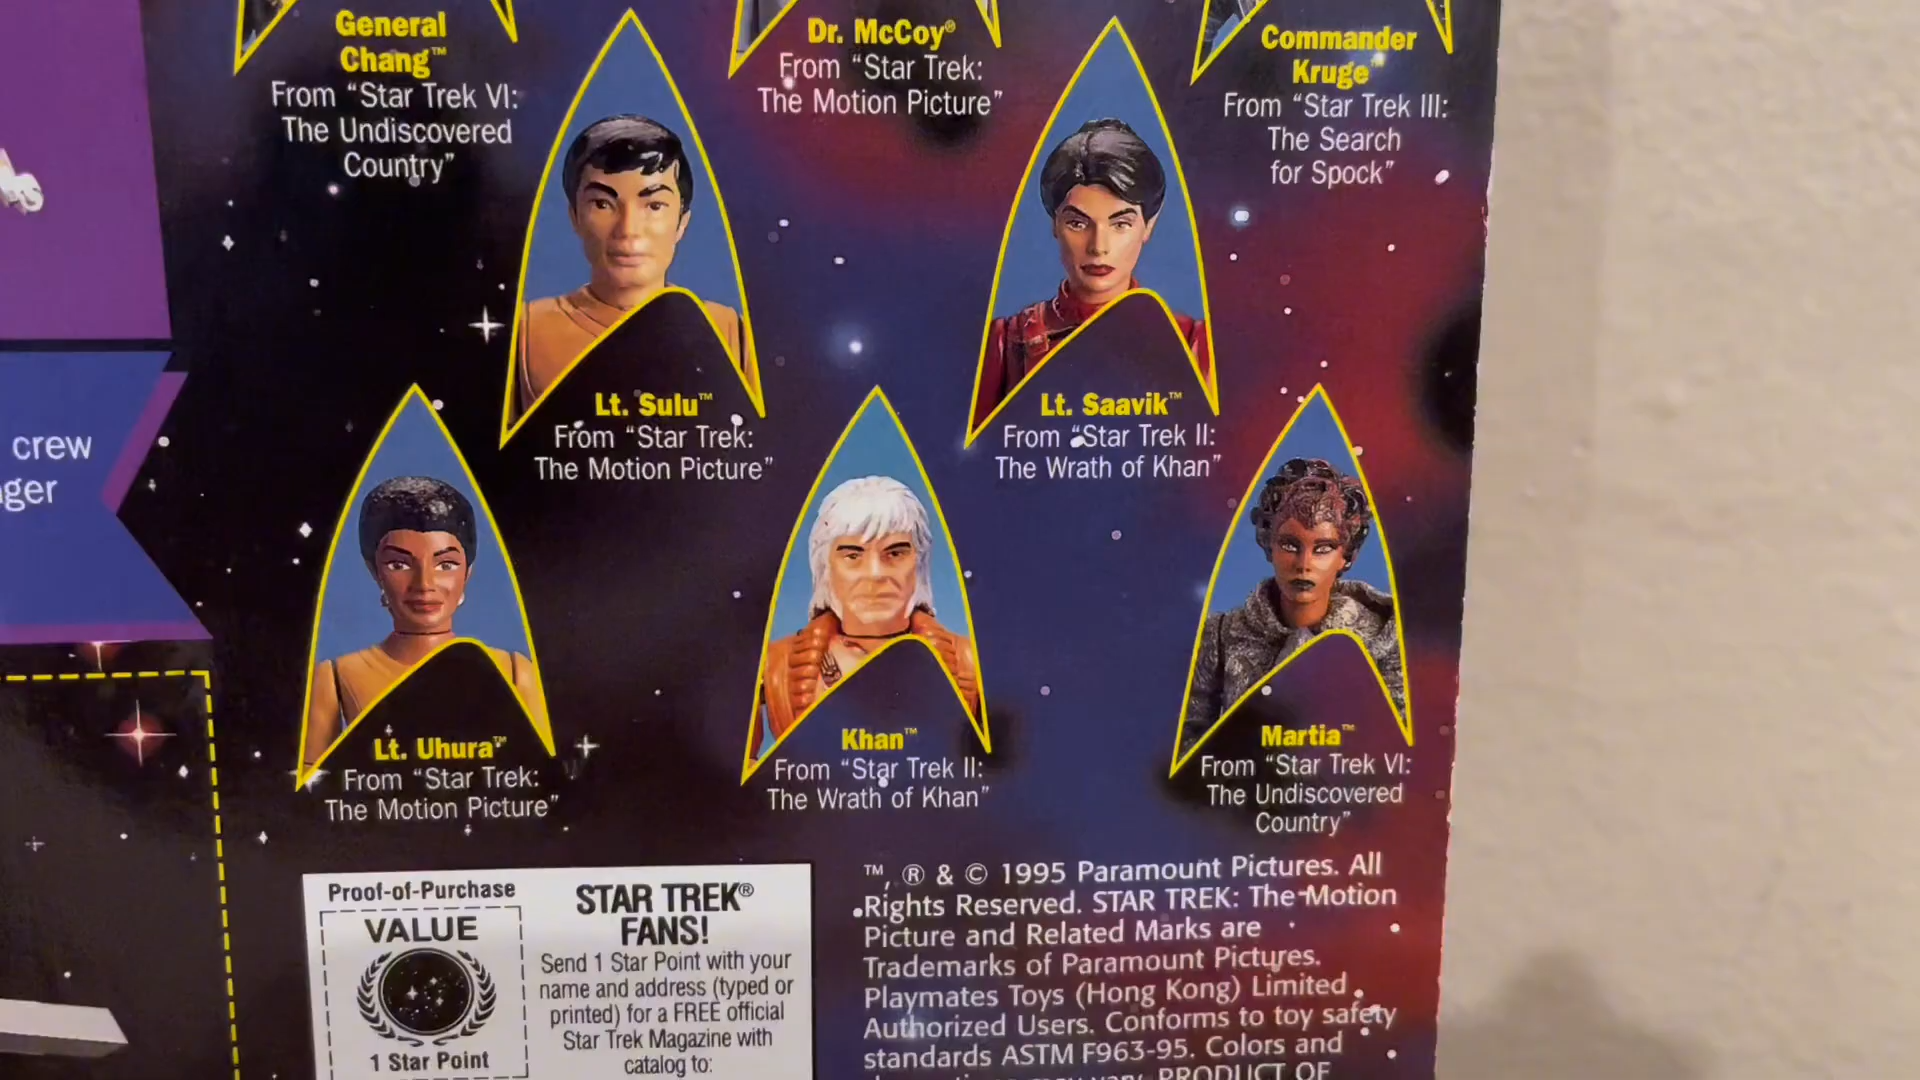 General
Chang™
From “Star Trek VI:
The Undiscovered
Country”
Dr. McCoy®
From “Star Trek:
The Motion Picture”
Commander
Kruge™
From “Star Trek III:
The Search
for Spock”
Lt. Sulu™
From “Star Trek:
The Motion Picture”
Lt. Saavik™
From “Star Trek II:
The Wrath of Khan”
crew
Lt. Uhura™
From “Star Trek:
The Motion Picture”
Khan™
From “Star Trek II:
The Wrath of Khan”
Martia™
From “Star Trek VI:
The Undiscovered
Country”
Proof-of-Purchase
VALUE
1 Star Point
STAR TREK®
FANS!
Send 1 Star Point with your
name and address (typed or
printed) for a FREE official
Star Trek Magazine with
catalog to:
™, ® & © 1995 Paramount Pictures. All
Rights Reserved. STAR TREK: The Motion
Picture and Related Marks are
Trademarks of Paramount Pictures.
Playmates Toys (Hong Kong) Limited
Authorized Users. Conforms to toy safety
standards ASTM F963-95. Colors and
may vary. PRODUCT OF